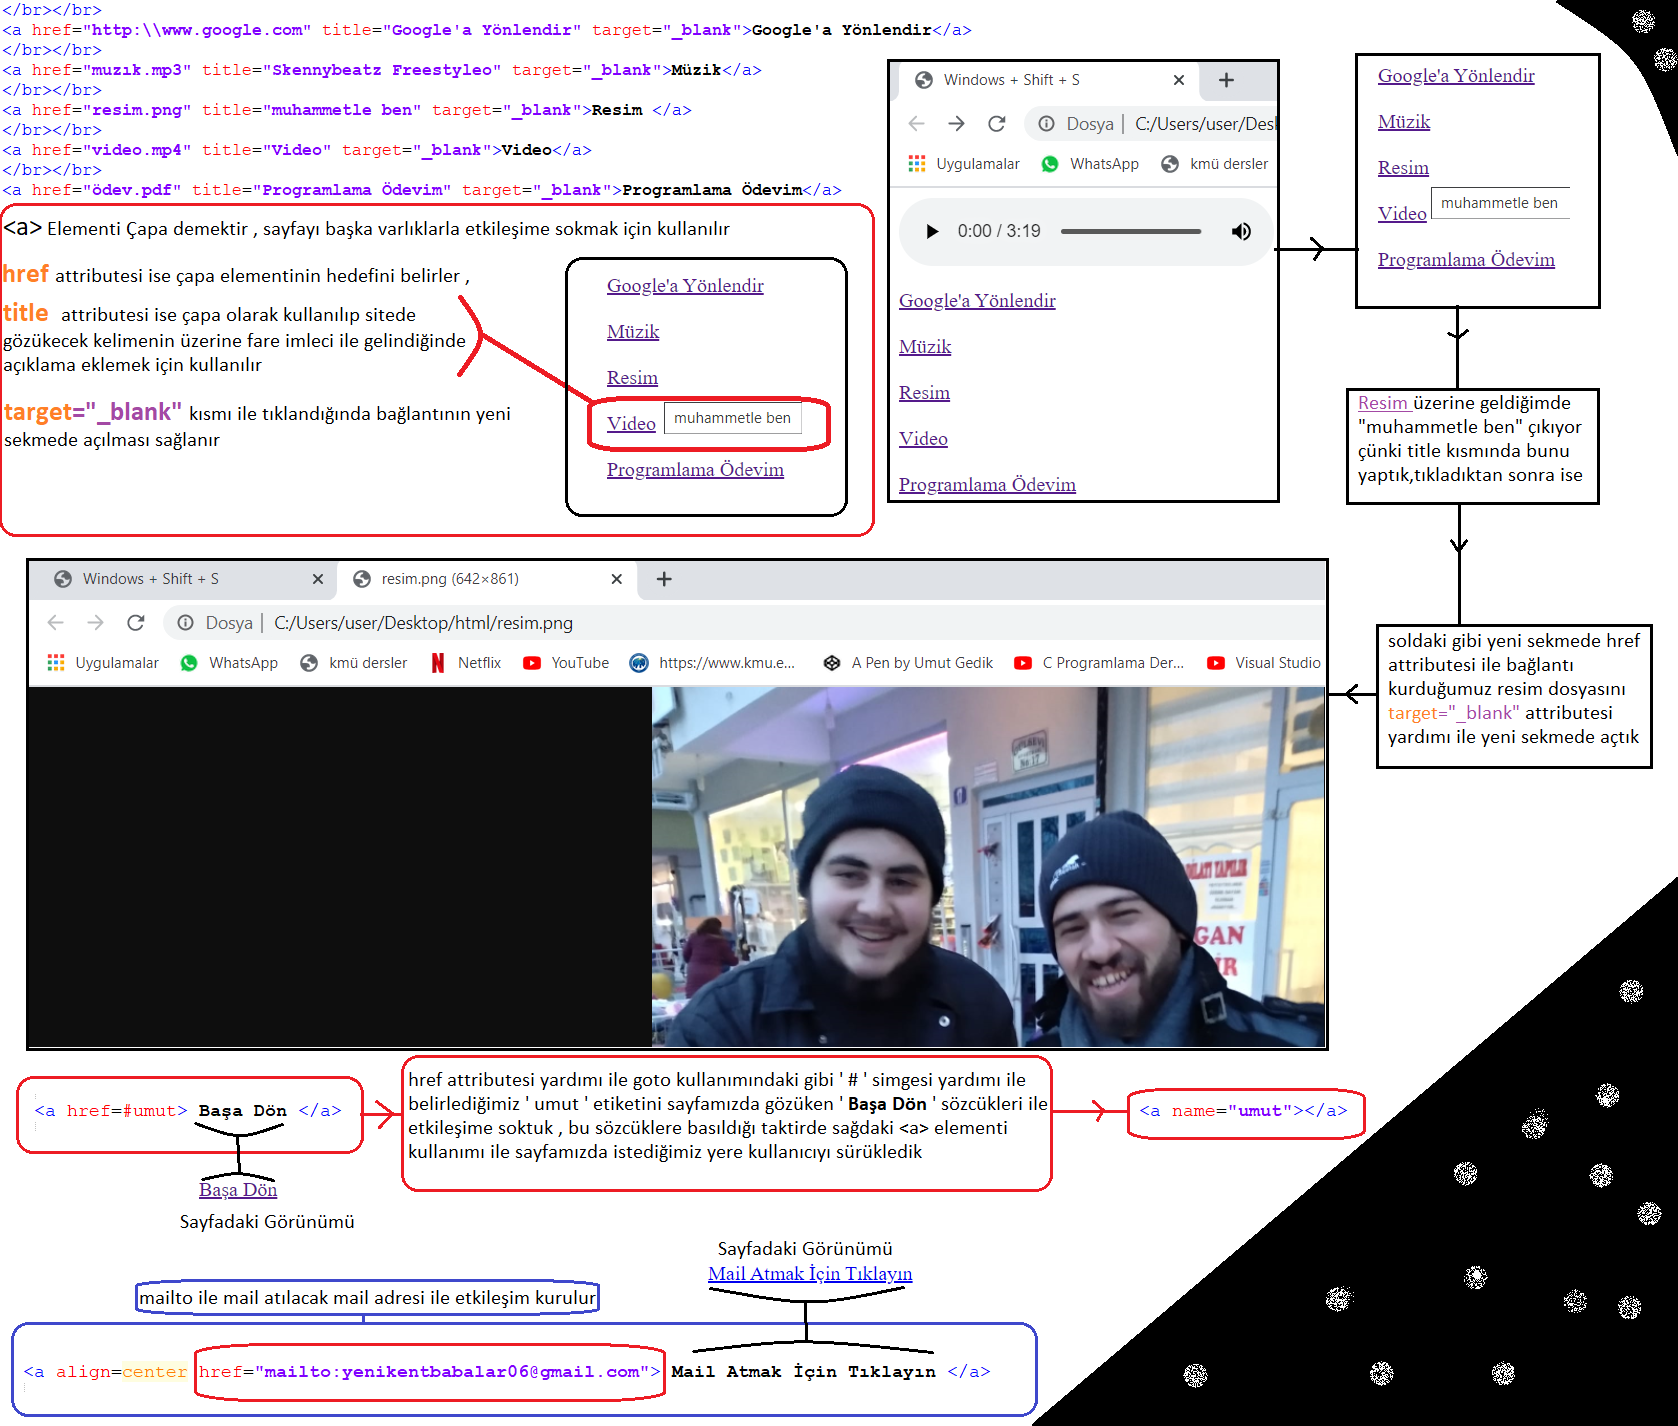 </br></br>
<a href="http:\\www.google.com" title="Google'a Yönlendir" target="_blank">Google'a Yönlendir</a>
</br></br>
<a href="muzık.mp3" title="Skennybeatz Freestyleo" target="_blank">Müzik</a>
</br></br>
<a href="resim.png" title="muhammetle ben" target="_blank">Resim </a>
</br></br>
<a href="video.mp4" title="Video" target="_blank">Video</a>
</br></br>
<a href="ödev.pdf" title="Programlama Ödevim" target="_blank">Programlama Ödevim</a>
<a> Elementi Çapa demektir , sayfayı başka varlıklarla etkileşime sokmak için kullanılır
href attributesi ise çapa elementinin hedefini belirler ,
title attributesi ise çapa olarak kullanılıp sitede
gözükecek kelimenin üzerine fare imleci ile gelindiğinde
açıklama eklemek için kullanılır
target="_blank" kısmı ile tıklandığında bağlantının yeni
sekmede açılması sağlanır
Google'a Yönlendir
Müzik
Resim
Video muhammetle ben
Programlama Ödevim
Windows + Shift + S
Dosya C:/Users/user/Desl
Uygulamalar WhatsApp kmü dersler
0:00 / 3:19
Google'a Yönlendir
Müzik
Resim
Video
Programlama Ödevim
Google'a Yönlendir
Müzik
Resim
Video muhammetle ben
Programlama Ödevim
Resim üzerine geldiğimde
"muhammetle ben" çıkıyor
çünki title kısmında bunu
yaptık,tıkladıktan sonra ise
soldaki gibi yeni sekmede href
attributesi ile bağlantı
kurduğumuz resim dosyasını
target="_blank" attributesi
yardımı ile yeni sekmede açtık
Windows + Shift + S resim.png (642×861)
Dosya C:/Users/user/Desktop/html/resim.png
Uygulamalar WhatsApp kmü dersler Netflix YouTube https://www.kmu.e... A Pen by Umut Gedik C Programlama Der... Visual Studio
No 17
YAPILIR
GAN
İR
<a href=#umut> Başa Dön </a>
Başa Dön
Sayfadaki Görünümü
href attributesi yardımı ile goto kullanımındaki gibi ' # ' simgesi yardımı ile
belirlediğimiz ' umut ' etiketini sayfamızda gözüken ' Başa Dön ' sözcükleri ile
etkileşime soktuk , bu sözcüklere basıldığı taktirde sağdaki <a> elementi
kullanımı ile sayfamızda istediğimiz yere kullanıcıyı sürükledik
<a name="umut"></a>
Sayfadaki Görünümü
Mail Atmak İçin Tıklayın
mailto ile mail atılacak mail adresi ile etkileşim kurulur
<a align=center href="mailto:yenikentbabalar06@gmail.com"> Mail Atmak İçin Tıklayın </a>